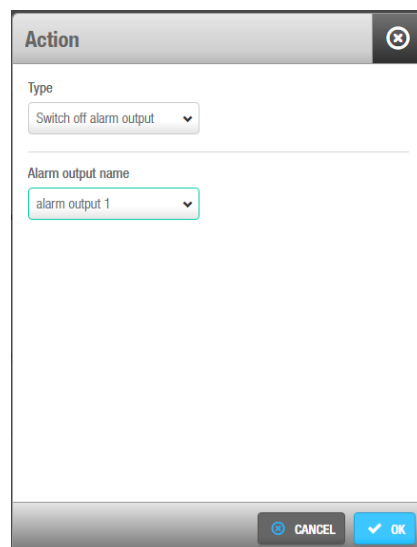 Action
Type
Switch off alarm output
Alarm output name
alarm output 1
CANCEL
OK